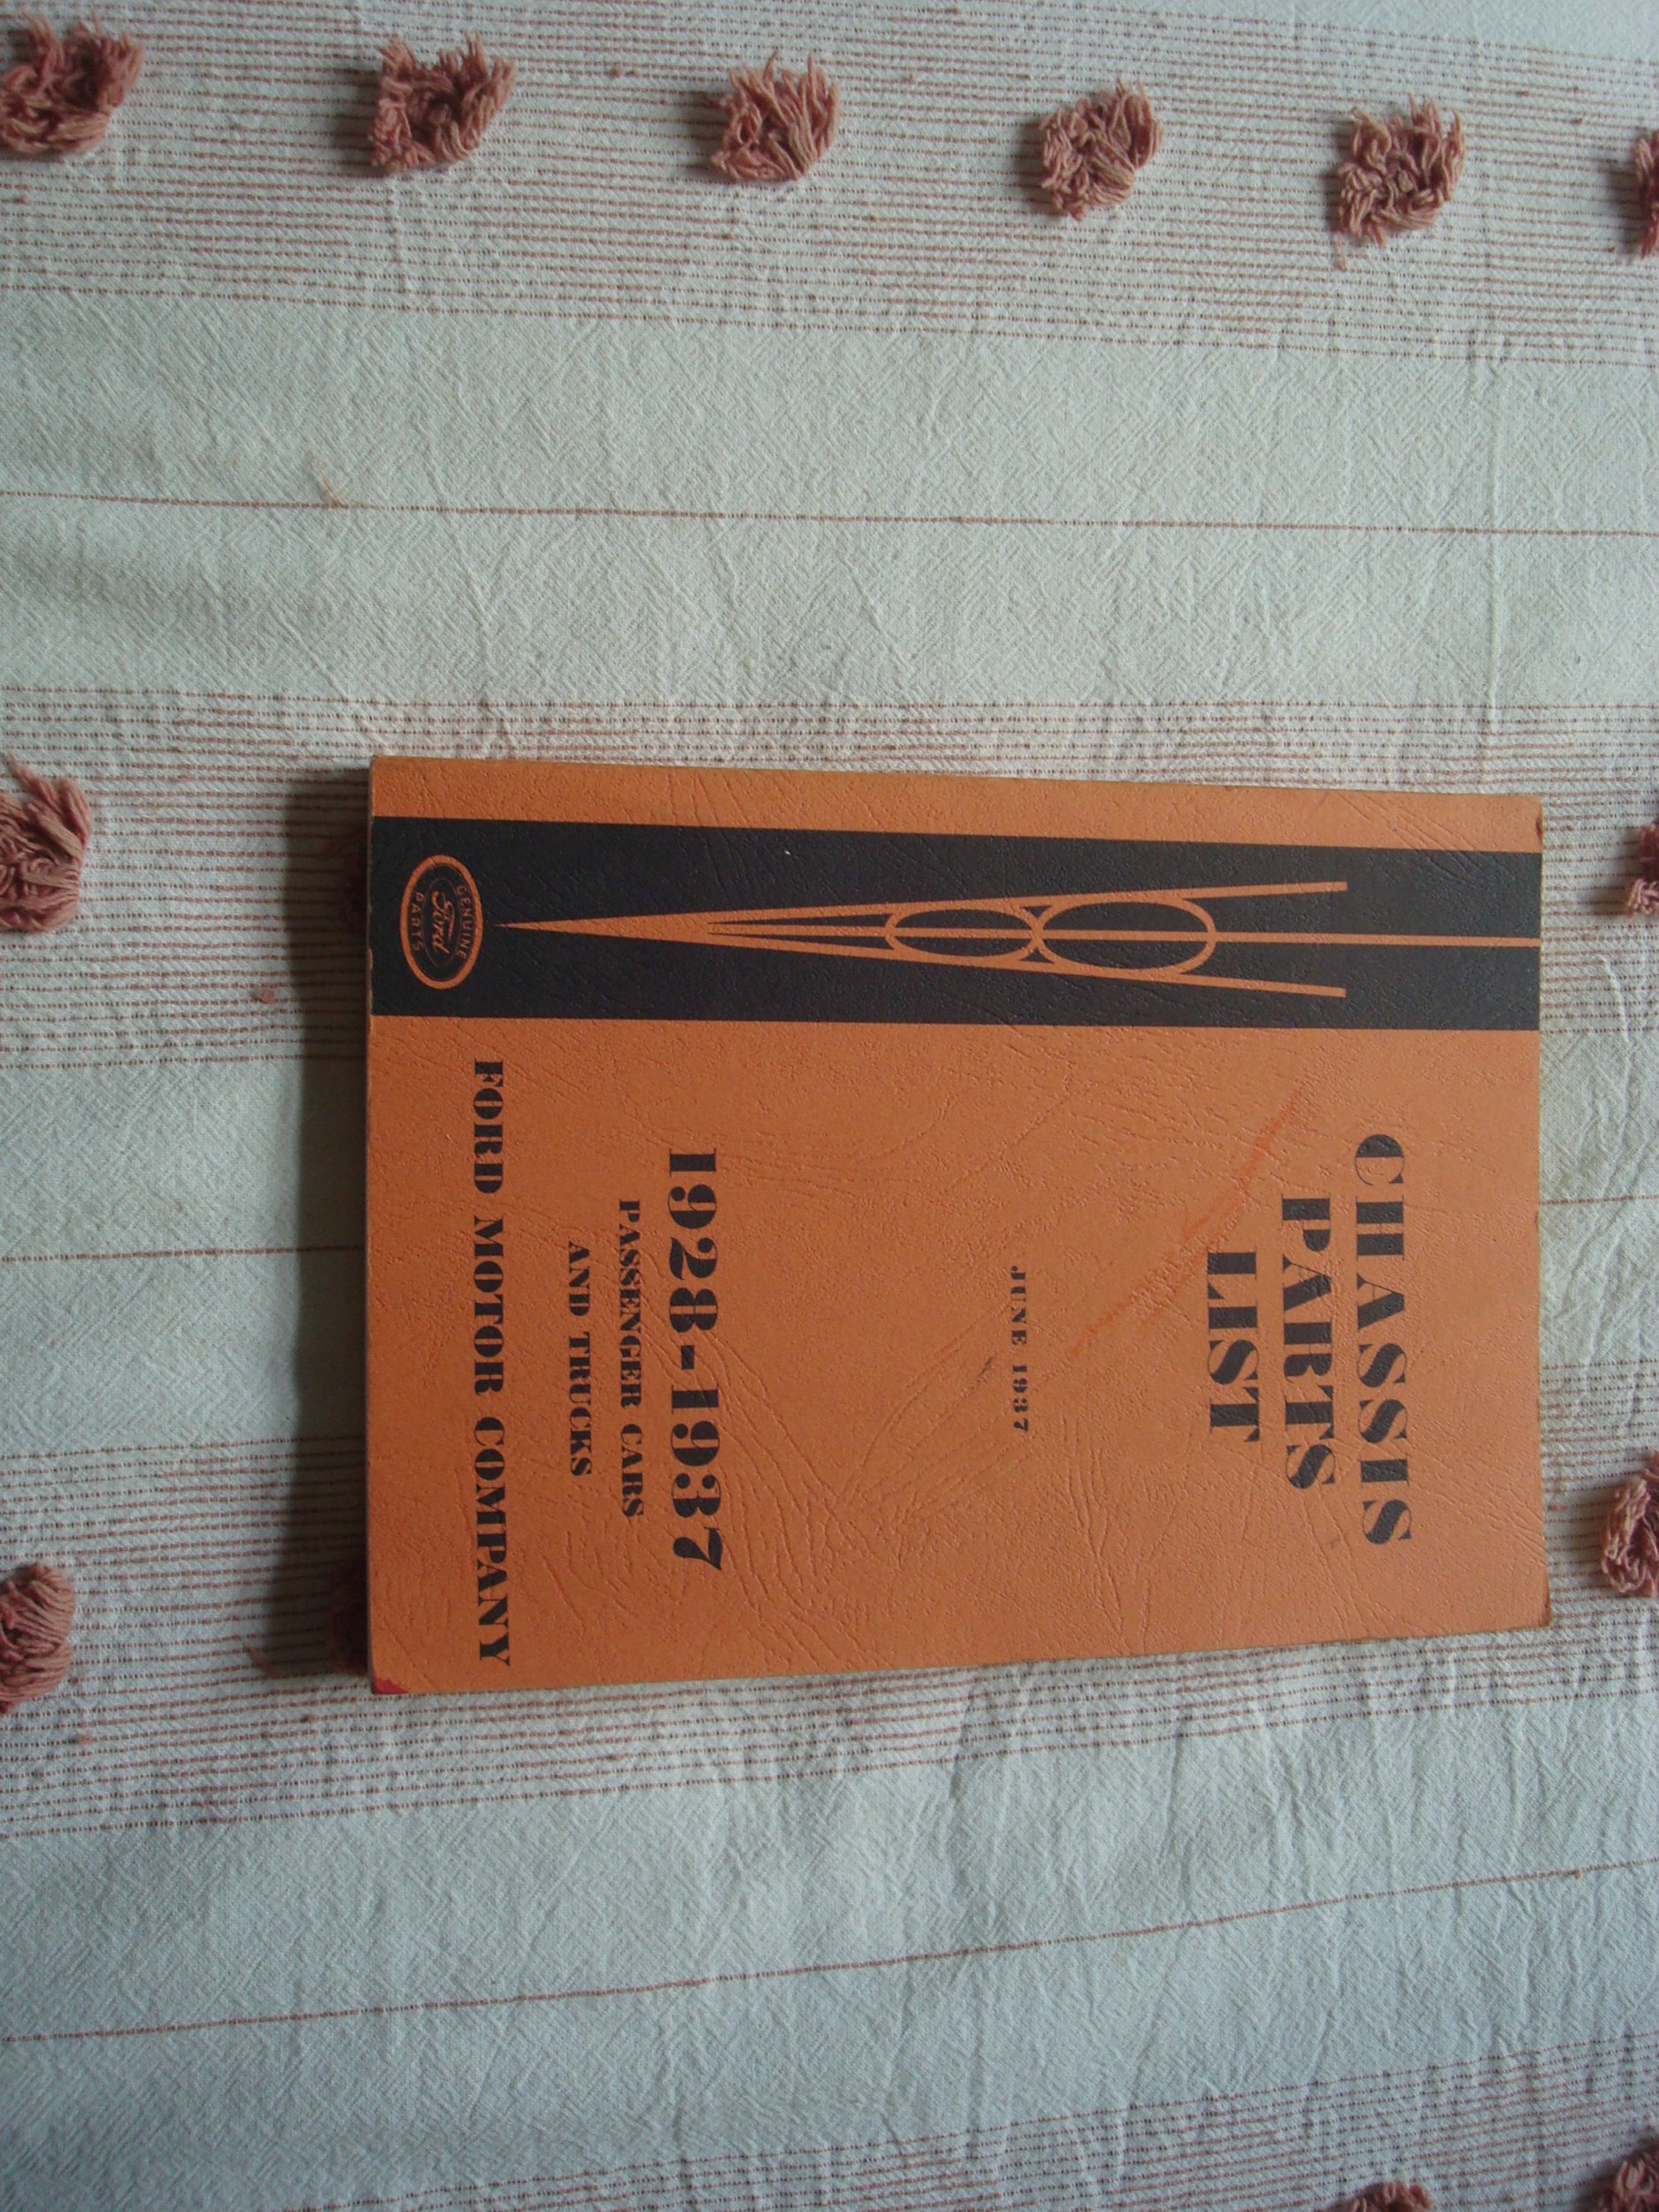 CHASSIS
PARTS
LIST
JUNE 1937
1928-1937
PASSENGER CARS
AND TRUCKS
FORD MOTOR COMPANY
GENUINE
Ford
PARTS